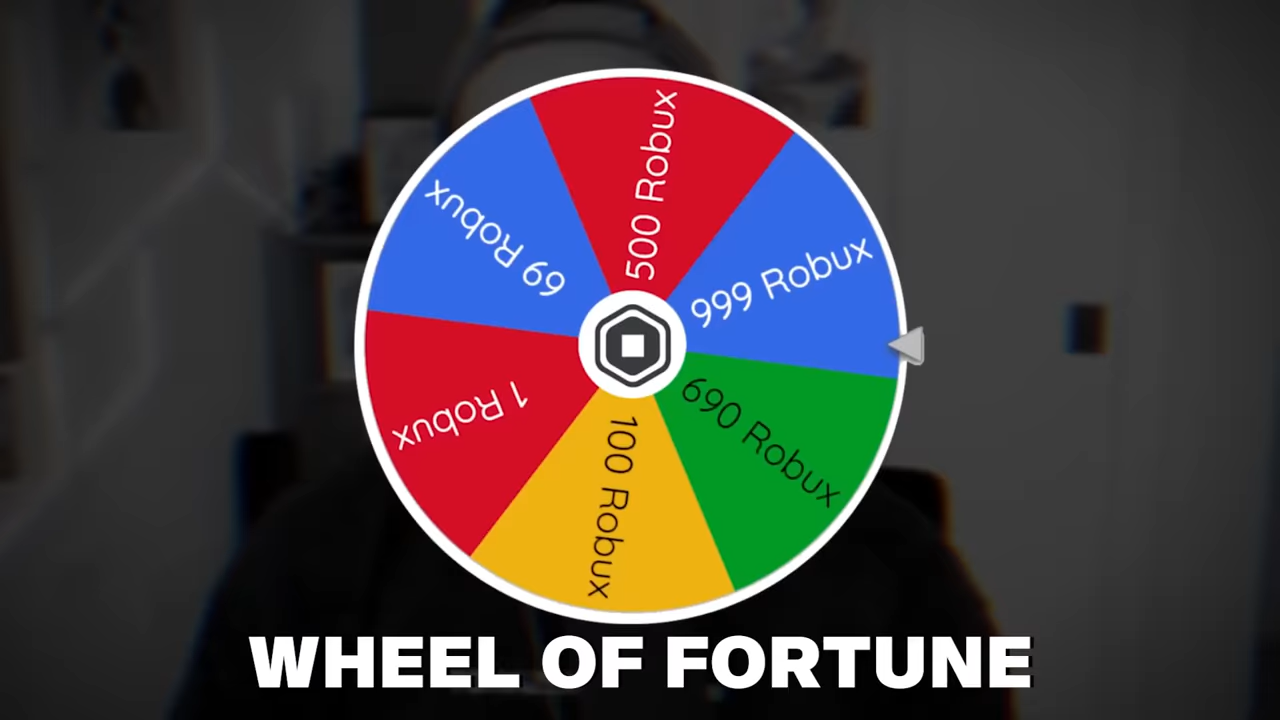 500 Robux
999 Robux
690 Robux
100 Robux
1 Robux
69 Robux
WHEEL OF FORTUNE